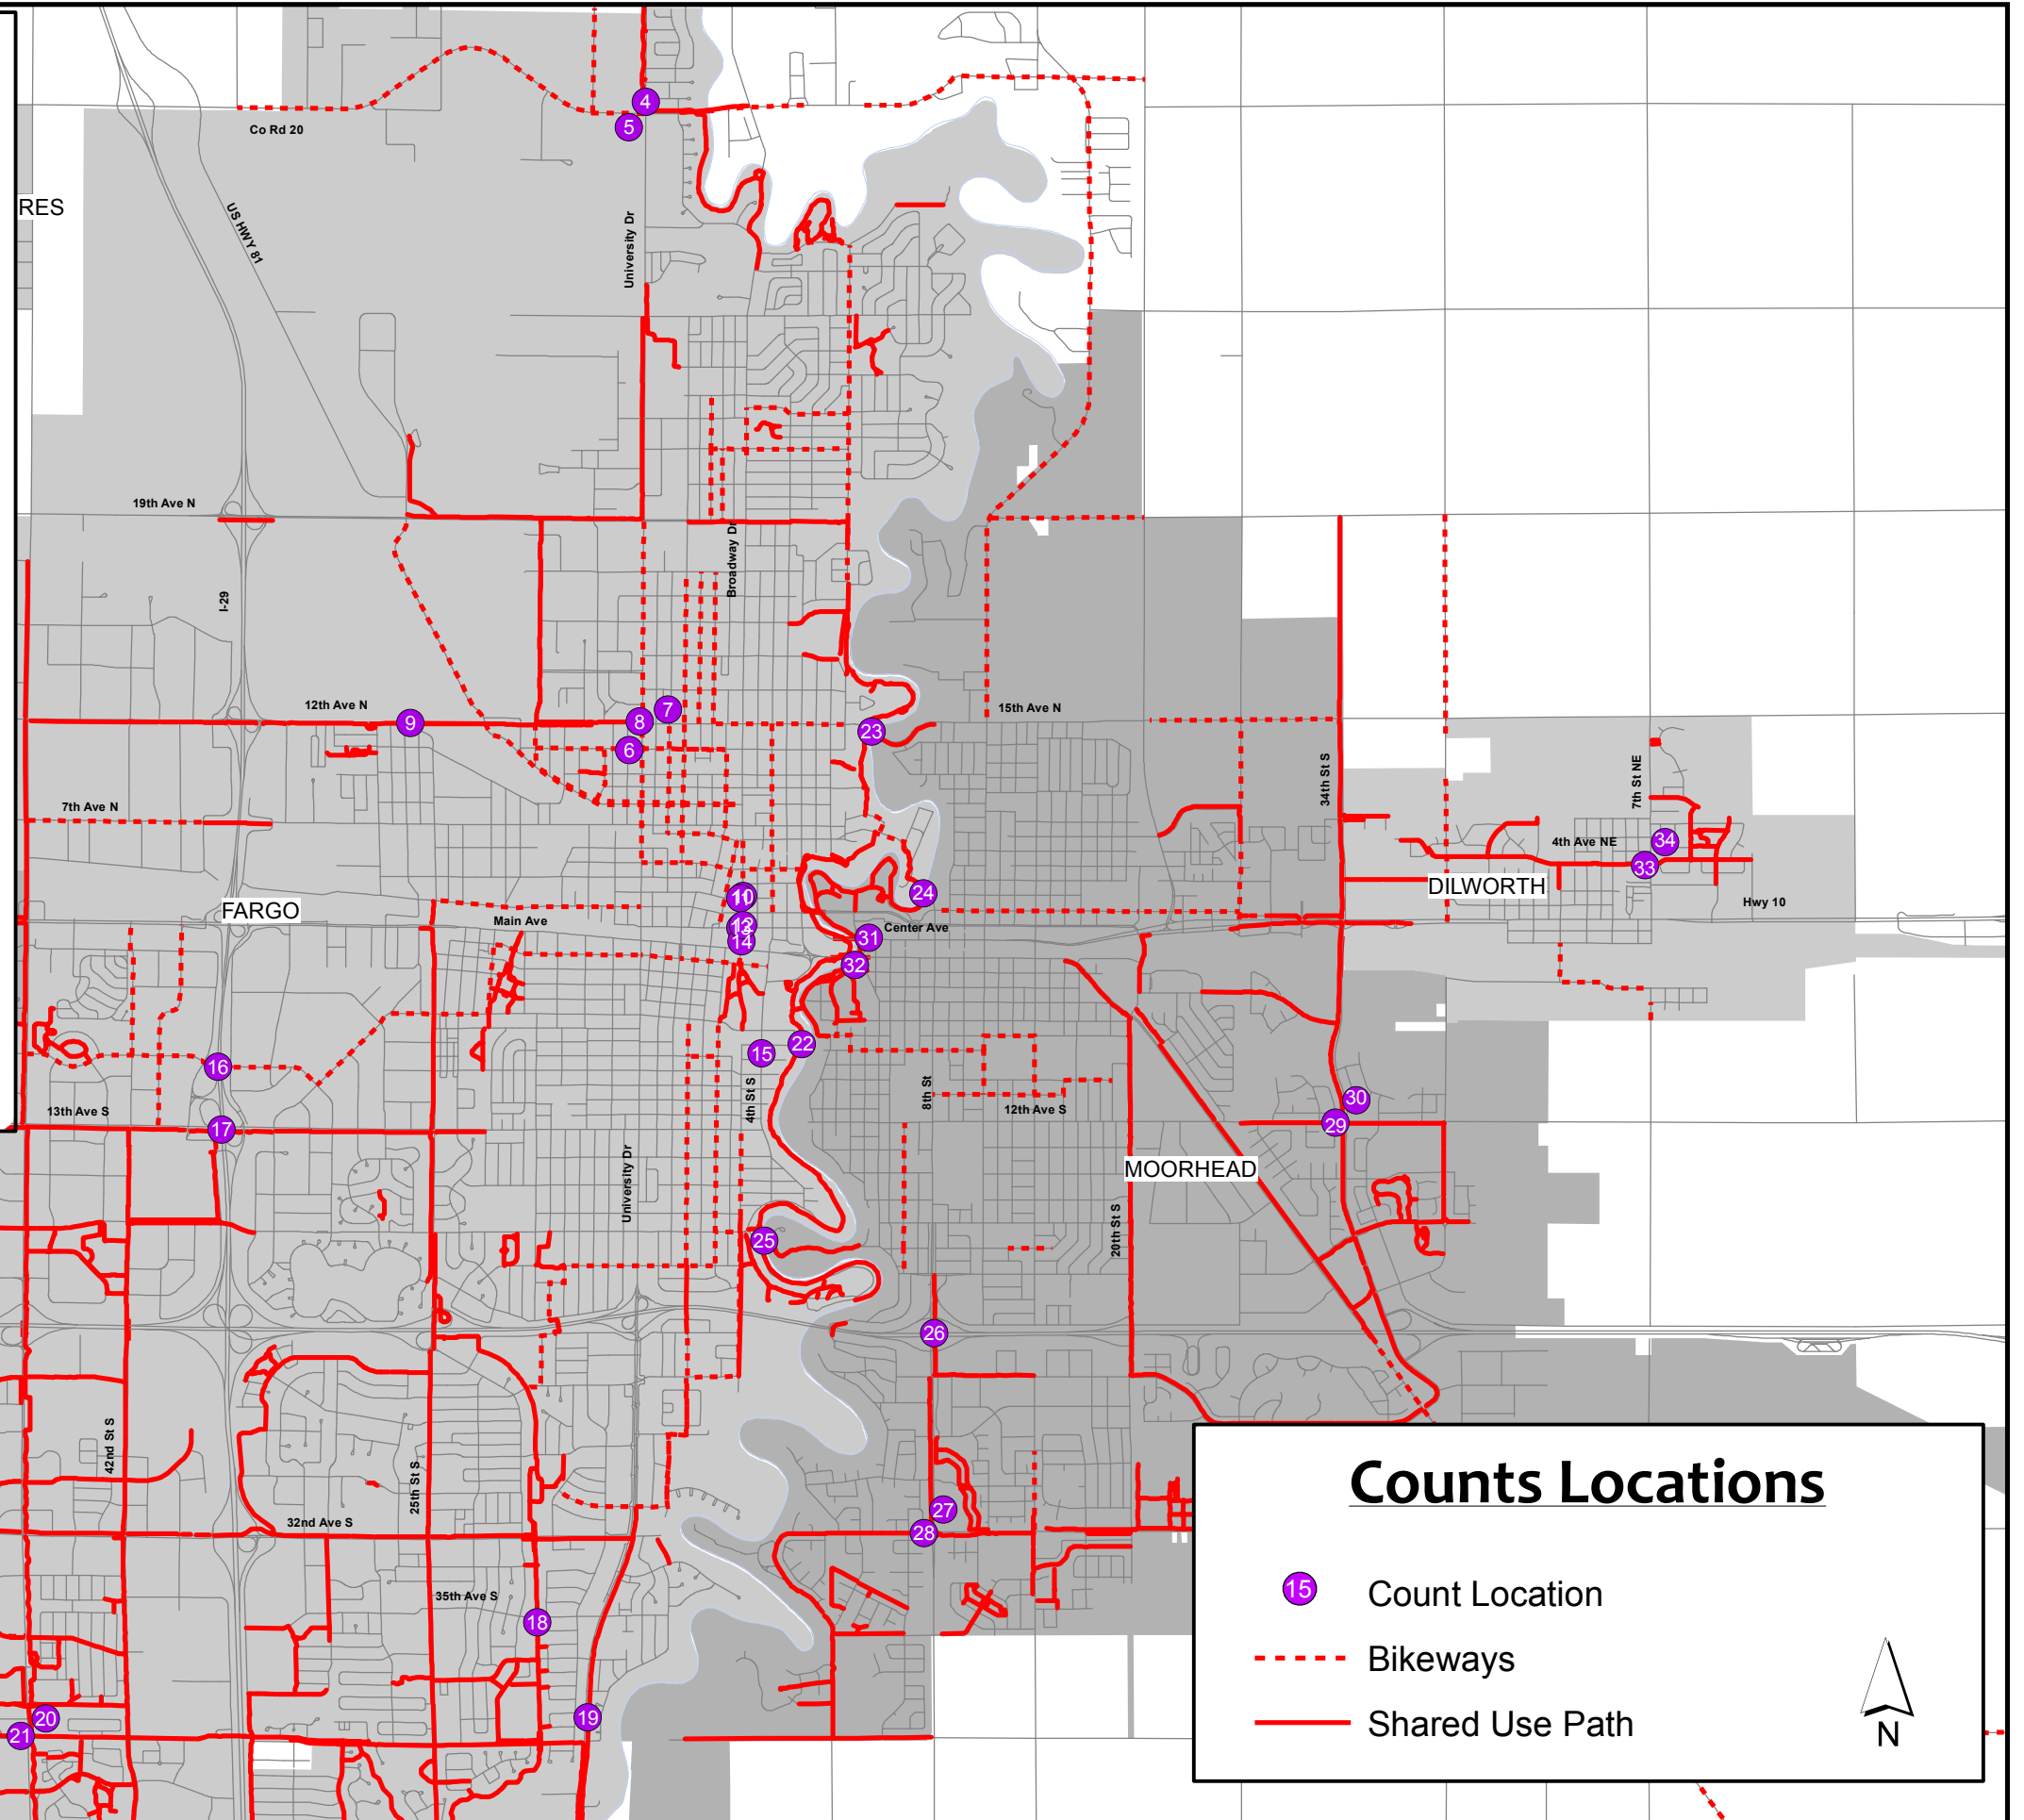 4
5
Co Rd 20
RES
US HWY 81
University Dr
19th Ave N
Broadway Dr
I-29
12th Ave N
9
8
7
6
23
15th Ave N
34th St S
7th St NE
7th Ave N
4th Ave NE
34
33
DILWORTH
Hwy 10
FARGO
Main Ave
10
12
14
24
Center Ave
31
32
16
15
22
4th St S
8th St
12th Ave S
30
29
13th Ave S
17
MOORHEAD
University Dr
20th St S
25
26
42nd St S
25th St S
32nd Ave S
27
28
35th Ave S
18
19
20
21
Counts Locations
15 Count Location
Bikeways
Shared Use Path
N